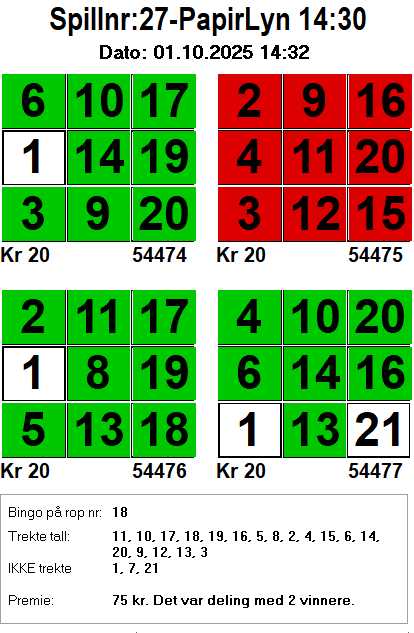 Spillnr:27-PapirLyn 14:30
Dato: 01.10.2025 14:32
6 10 17
1 14 19
3 9 20
Kr 20 54474
2 9 16
4 11 20
3 12 15
Kr 20 54475
2 11 17
1 8 19
5 13 18
Kr 20 54476
4 10 20
6 14 16
1 13 21
Kr 20 54477
Bingo på rop nr: 18
Trekte tall: 11, 10, 17, 18, 19, 16, 5, 8, 2, 4, 15, 6, 14,
20, 9, 12, 13, 3
IKKE trekte 1, 7, 21
Premie: 75 kr. Det var deling med 2 vinnere.